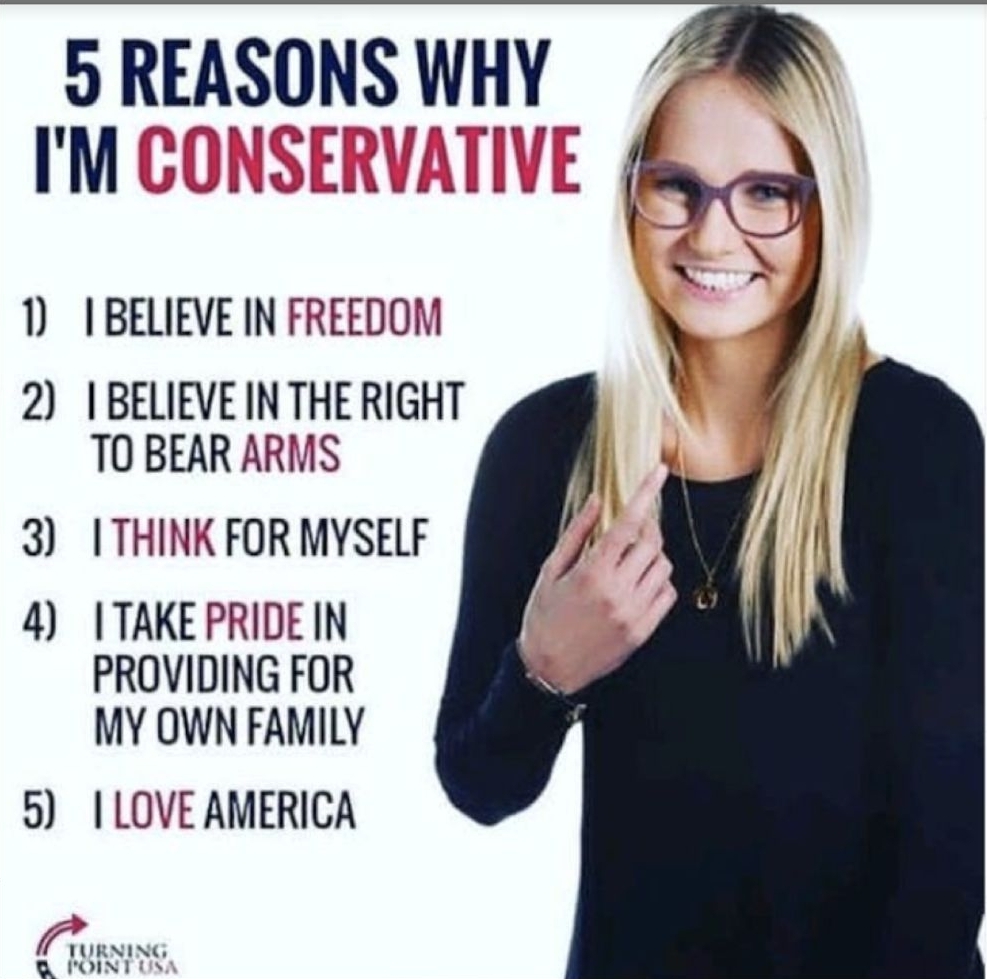 5 REASONS WHY
I'M CONSERVATIVE
1) I BELIEVE IN FREEDOM
2) I BELIEVE IN THE RIGHT
TO BEAR ARMS
3) I THINK FOR MYSELF
4) I TAKE PRIDE IN
PROVIDING FOR
MY OWN FAMILY
5) I LOVE AMERICA
TURNING
POINT USA